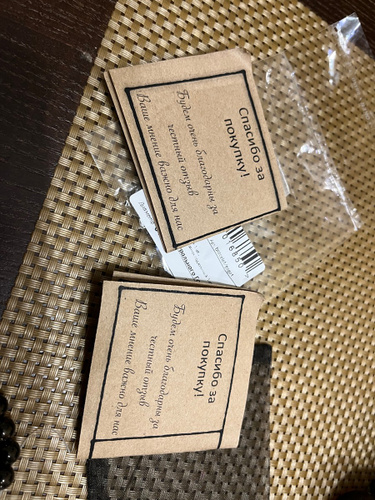 Спасибо за
покупку!
Будем очень благодарны за
честный отзыв
Ваше мнение важно для нас
Спасибо за
покупку!
Будем очень благодарны за
честный отзыв
Ваше мнение важно для нас